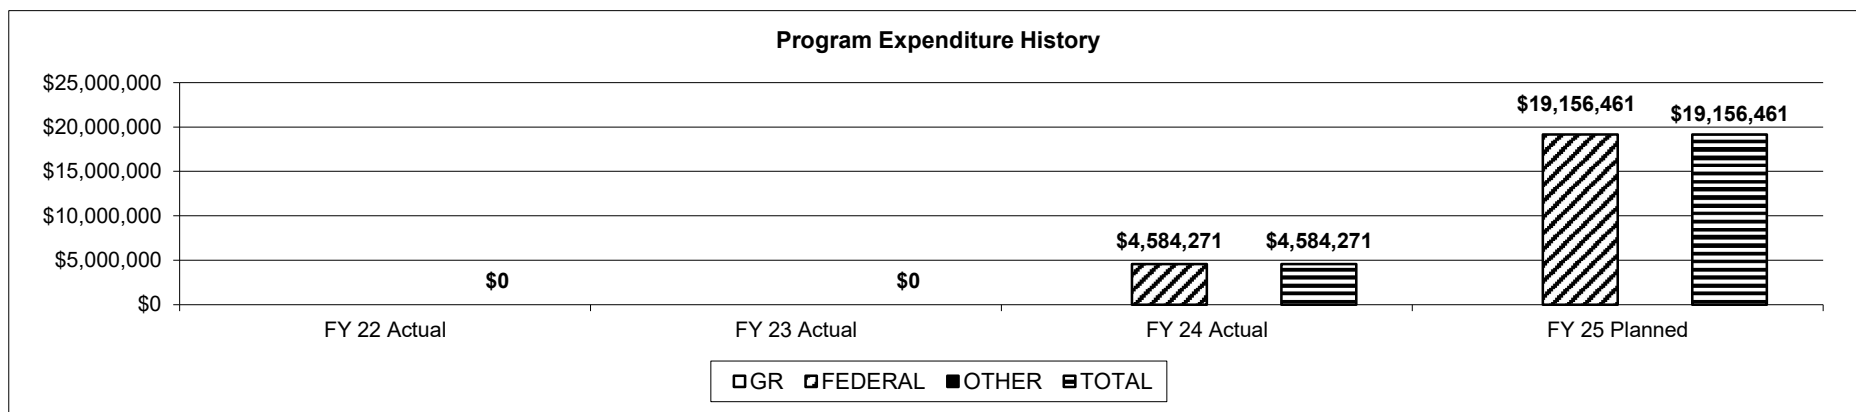 Program Expenditure History
$25,000,000
$20,000,000
$15,000,000
$10,000,000
$5,000,000
$0
$0
$0
$4,584,271
$4,584,271
$19,156,461
$19,156,461
FY 22 Actual
FY 23 Actual
FY 24 Actual
FY 25 Planned
GR FEDERAL OTHER TOTAL